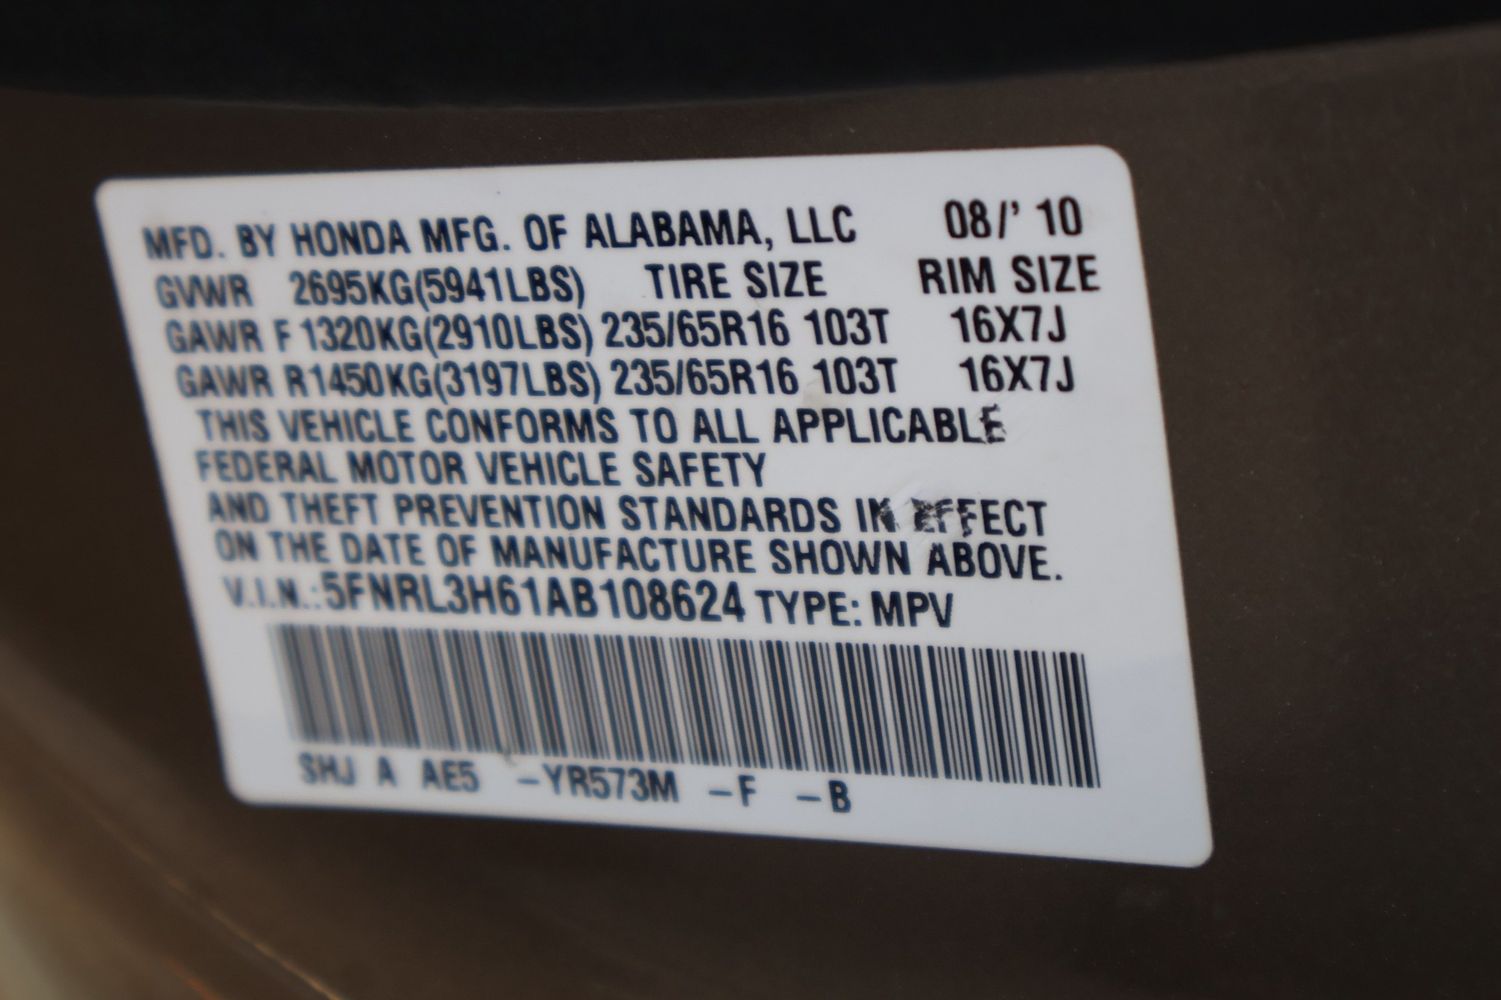 MFD. BY HONDA MFG. OF ALABAMA, LLC 08/' 10
GVWR 2695KG(5941LBS) TIRE SIZE RIM SIZE
GAWR F 1320KG(2910LBS) 235/65R16 103T 16X7J
GAWR R1450KG(3197LBS) 235/65R16 103T 16X7J
THIS VEHICLE CONFORMS TO ALL APPLICABLE
FEDERAL MOTOR VEHICLE SAFETY
AND THEFT PREVENTION STANDARDS IN EFFECT
ON THE DATE OF MANUFACTURE SHOWN ABOVE.
V.I.N.:5FNRL3H61AB108624 TYPE: MPV
SHJ A AE5 -YR573M -F -B